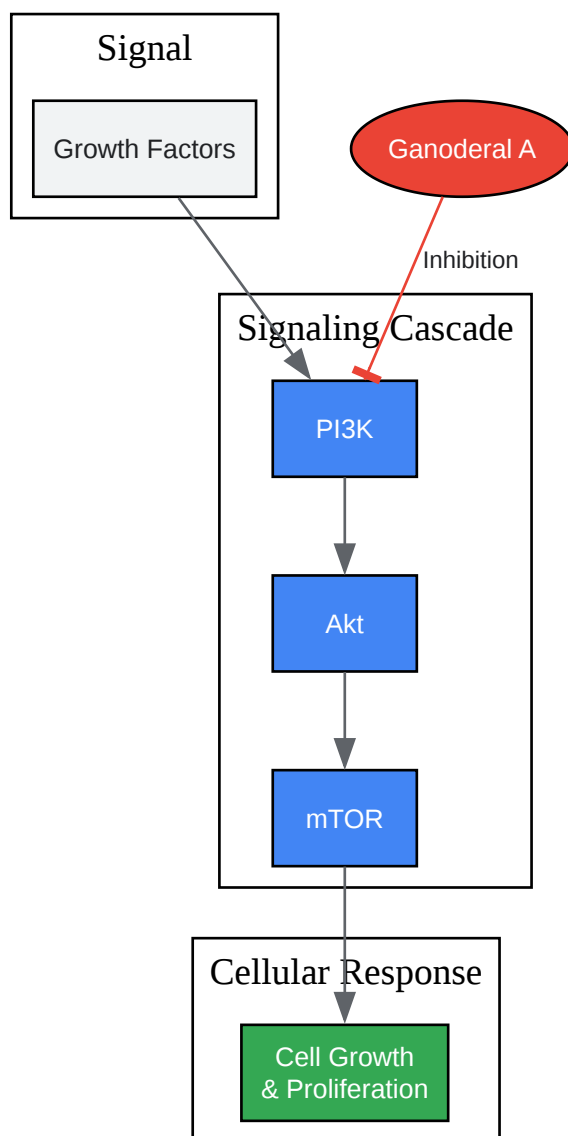 Signal
Growth Factors
Ganoderal A
Inhibition
Signaling Cascade
PI3K
Akt
mTOR
Cellular Response
Cell Growth
& Proliferation